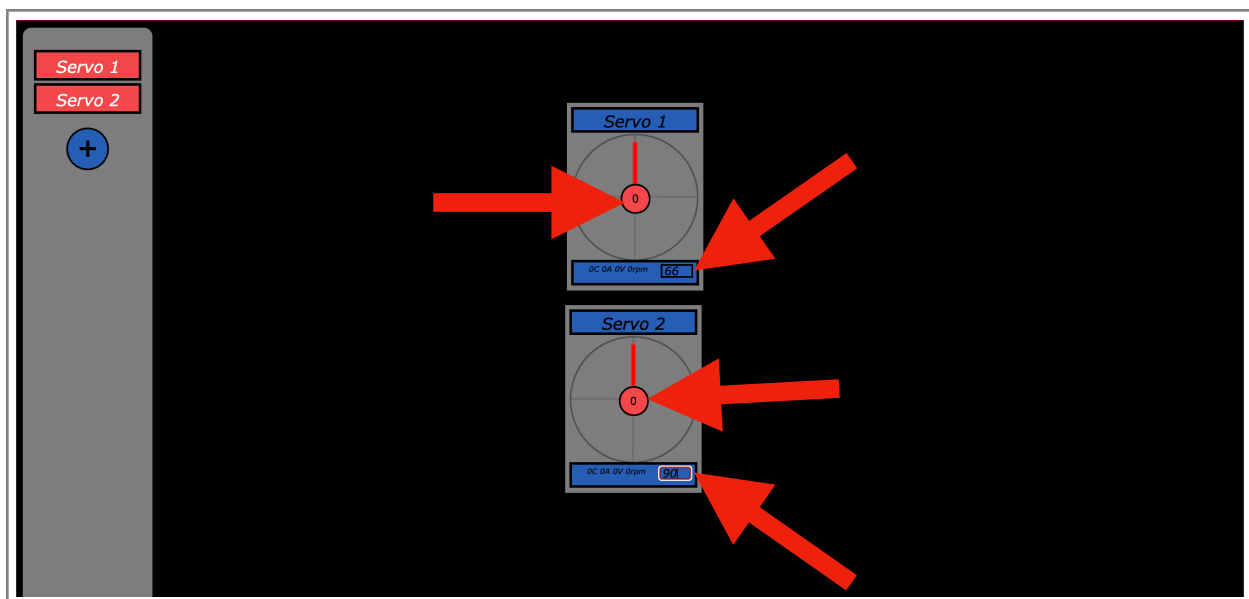 Servo 1
Servo 2
+
Servo 1
0
0C 0A 0V 0rpm 66
Servo 2
0
0C 0A 0V 0rpm 90